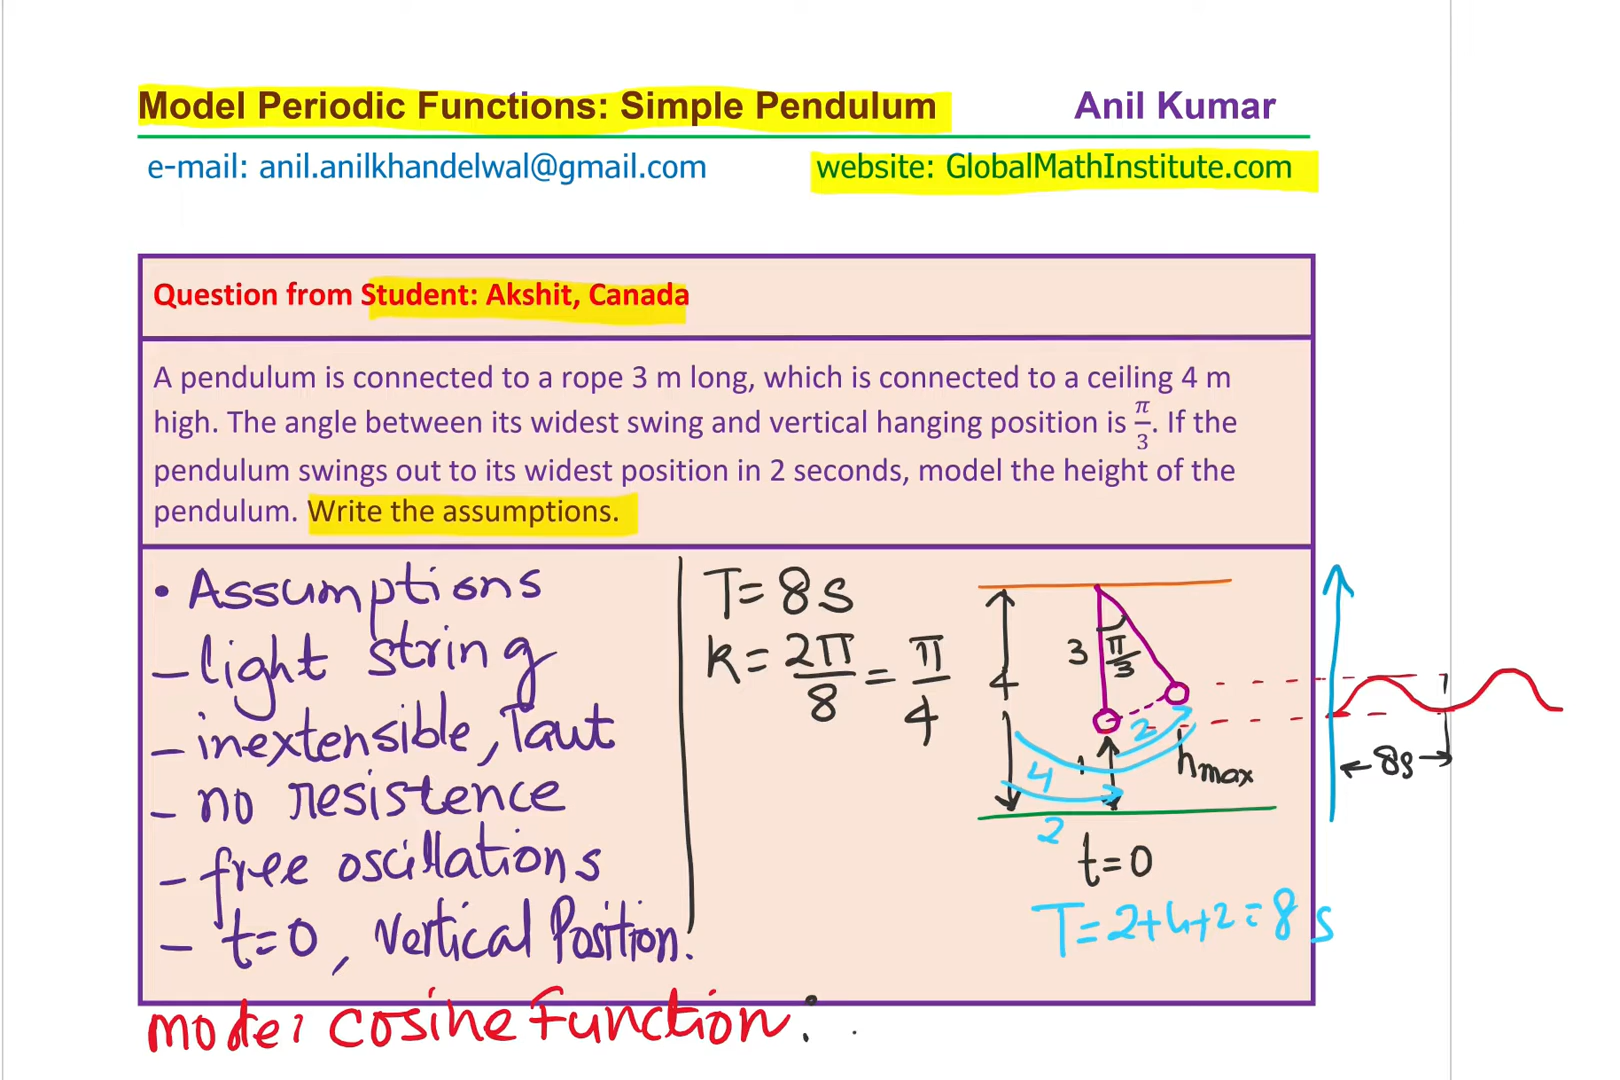 Model Periodic Functions: Simple Pendulum Anil Kumar
e-mail: anil.anilkhandelwal@gmail.com website: GlobalMathInstitute.com
Question from Student: Akshit, Canada
A pendulum is connected to a rope 3 m long, which is connected to a ceiling 4 m
high. The angle between its widest swing and vertical hanging position is π/3. If the
pendulum swings out to its widest position in 2 seconds, model the height of the
pendulum. Write the assumptions.
• Assumptions
- light string
- inextensible, Taut
- no resistence
- free oscillations
- t=0, Vertical Position.
T= 8s
k = 2π/8 = π/4
3 π/3
4
2
4 1 hmax
2
t=0
T= 2+4+2= 8 s
8s
model cosine Function :